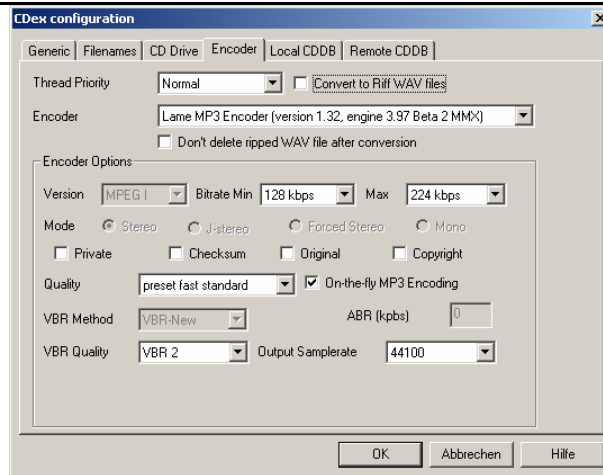 CDex configuration
Generic Filenames CD Drive Encoder Local CDDB Remote CDDB
Thread Priority Normal Convert to Riff WAV files
Encoder Lame MP3 Encoder (version 1.32, engine 3.97 Beta 2 MMX)
Don't delete ripped WAV file after conversion
Encoder Options
Version MPEG I Bitrate Min 128 kbps Max 224 kbps
Mode Stereo J-stereo Forced Stereo Mono
Private Checksum Original Copyright
Quality preset fast standard On-the-fly MP3 Encoding
VBR Method VBR-New ABR (kpbs) 0
VBR Quality VBR 2 Output Samplerate 44100
OK Abbrechen Hilfe